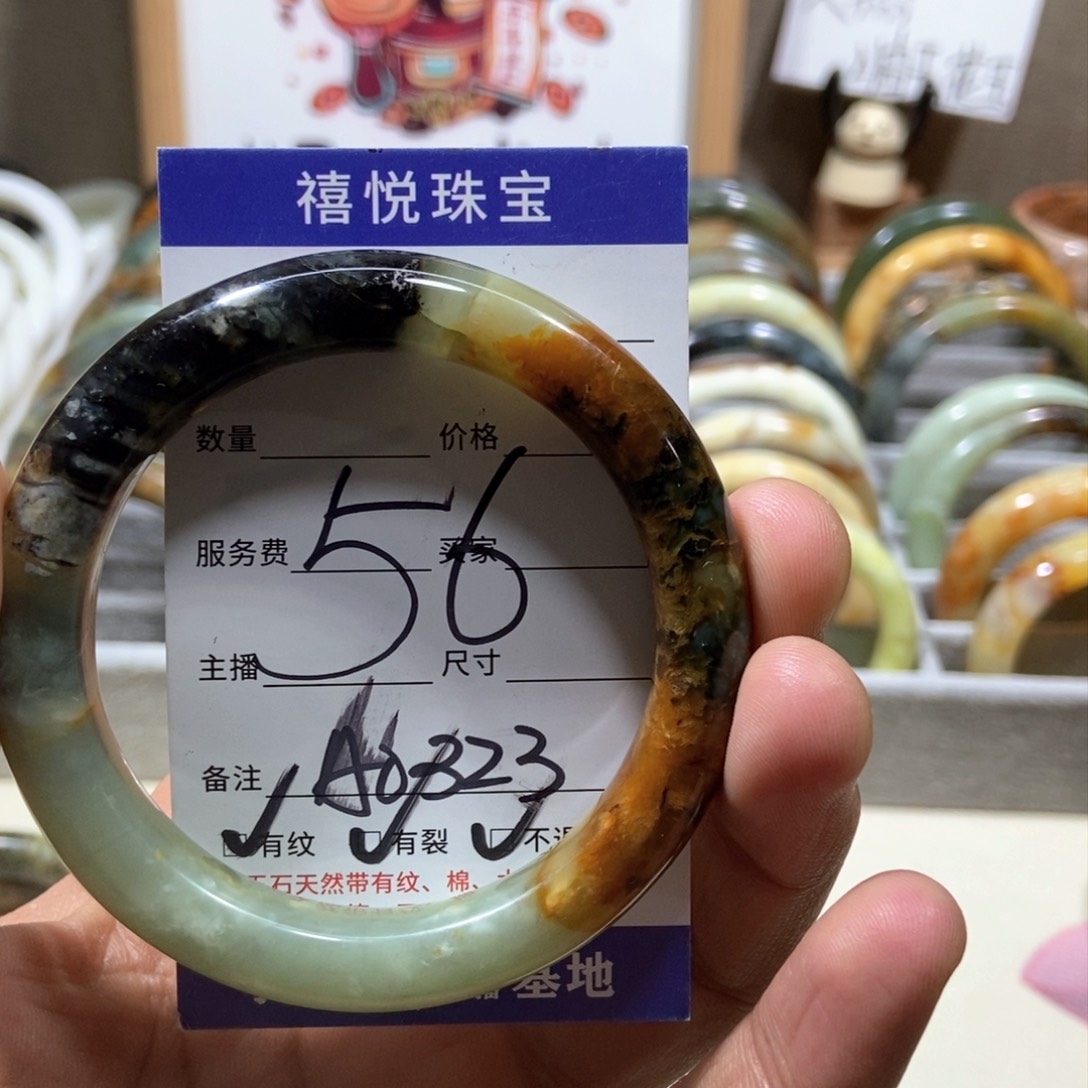 禧悦珠宝
数量 价格
56
服务费 买家
主播 尺寸
备注 A0323
有纹 有裂 不退
石天然带有纹、棉、
基地